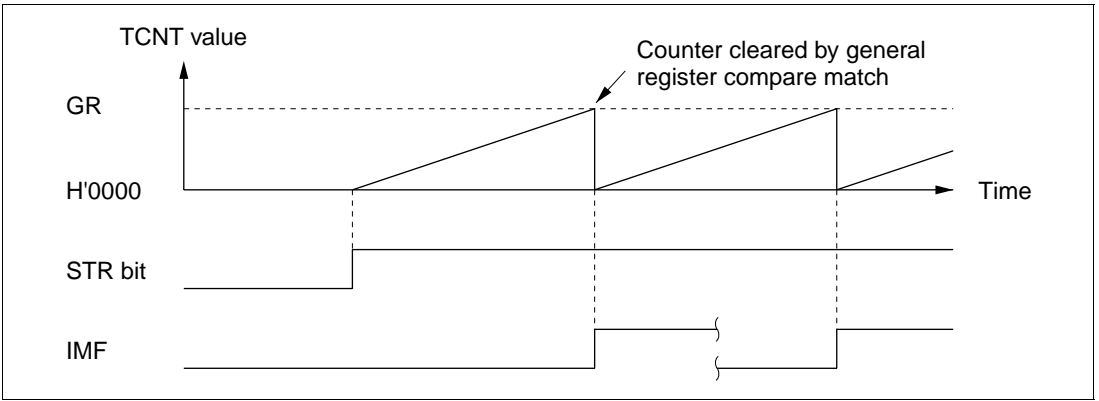 TCNT value
Counter cleared by general
register compare match
GR
H'0000
Time
STR bit
IMF